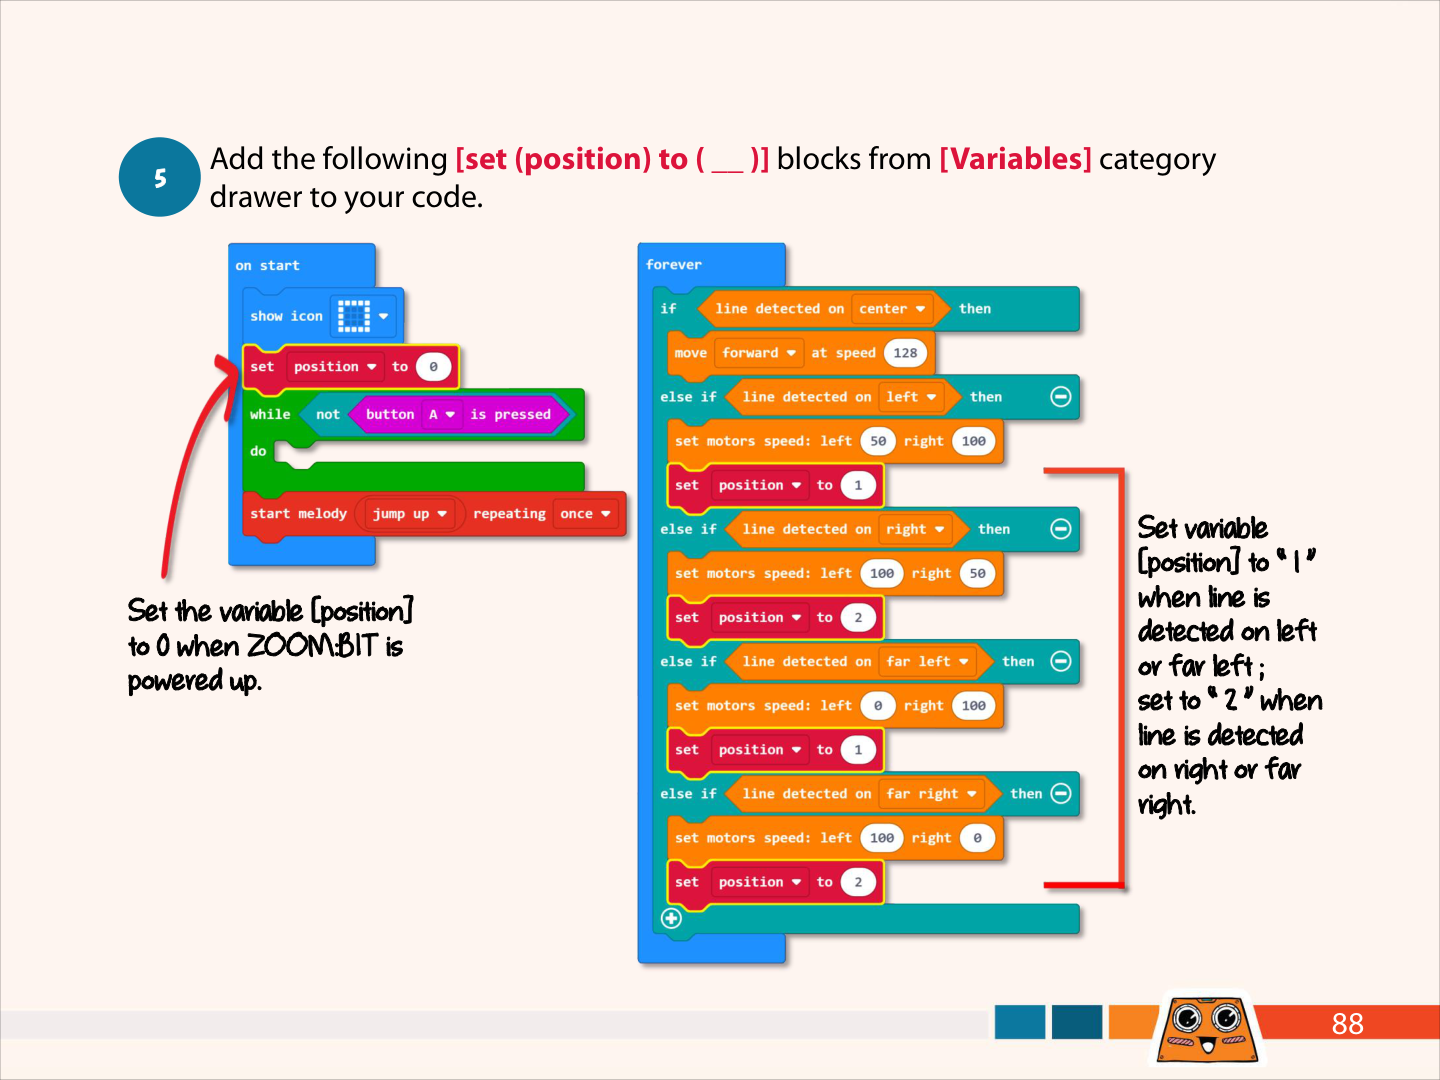 5
Add the following [set (position) to ( __ )] blocks from [Variables] category
drawer to your code.
on start
show icon
set position to 0
while not button A is pressed
do
start melody jump up repeating once
Set the variable [position]
to 0 when ZOOM:BIT is
powered up.
forever
if line detected on center then
move forward at speed 128
else if line detected on left then
set motors speed: left 50 right 100
set position to 1
else if line detected on right then
set motors speed: left 100 right 50
set position to 2
else if line detected on far left then
set motors speed: left 0 right 100
set position to 1
else if line detected on far right then
set motors speed: left 100 right 0
set position to 2
Set variable
[position] to “ 1 ”
when line is
detected on left
or far left ;
set to “ 2 ” when
line is detected
on right or far
right.
88